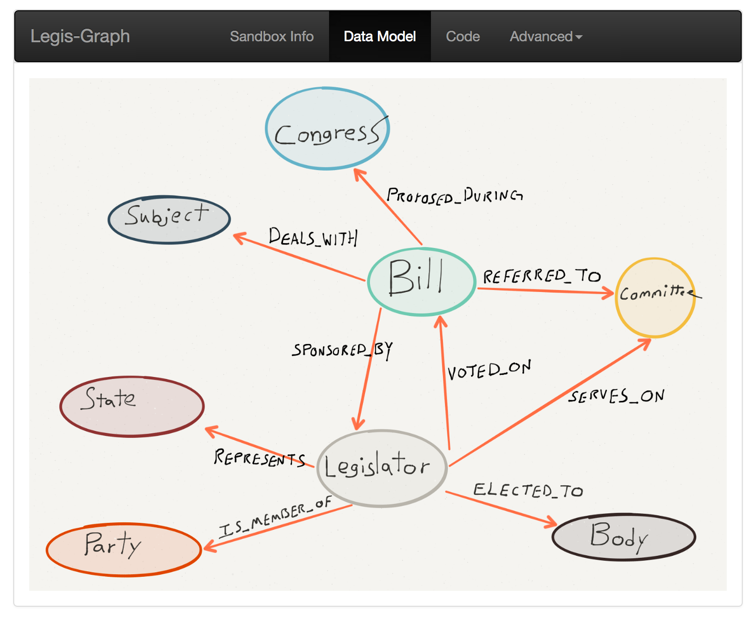 Legis-Graph Sandbox Info Data Model Code Advanced
Congress
PROPOSED_DURING
Subject
DEALS_WITH
Bill
REFERRED_TO
Committee
SPONSORED_BY
VOTED_ON
SERVES_ON
State
REPRESENTS
Legislator
ELECTED_TO
IS_MEMBER_OF
Party
Body